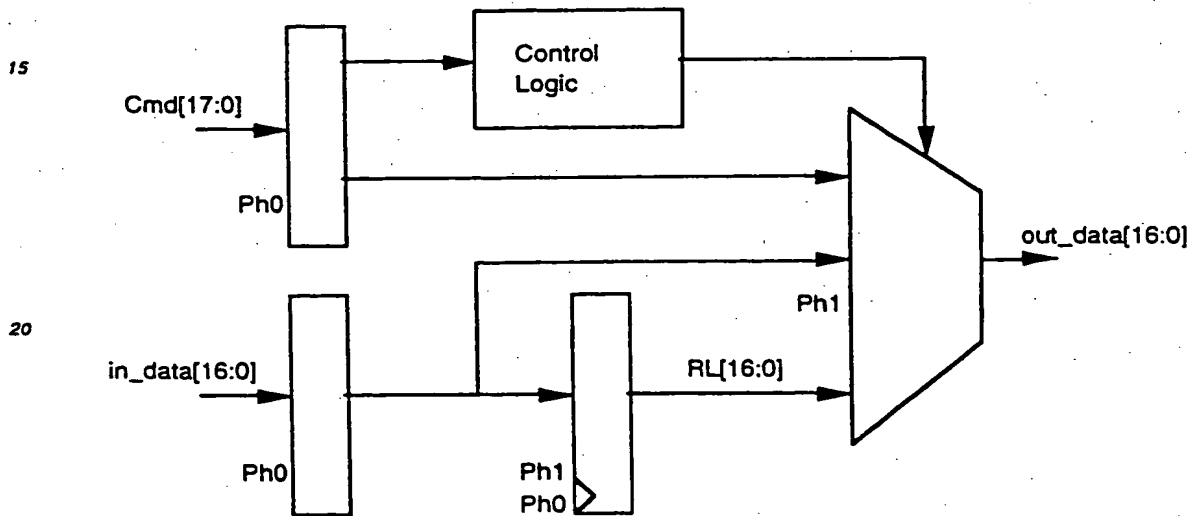 15
Control
Logic
Cmd[17:0]
Ph0
out_data[16:0]
Ph1
20
in_data[16:0]
RL[16:0]
Ph0
Ph1
Ph0